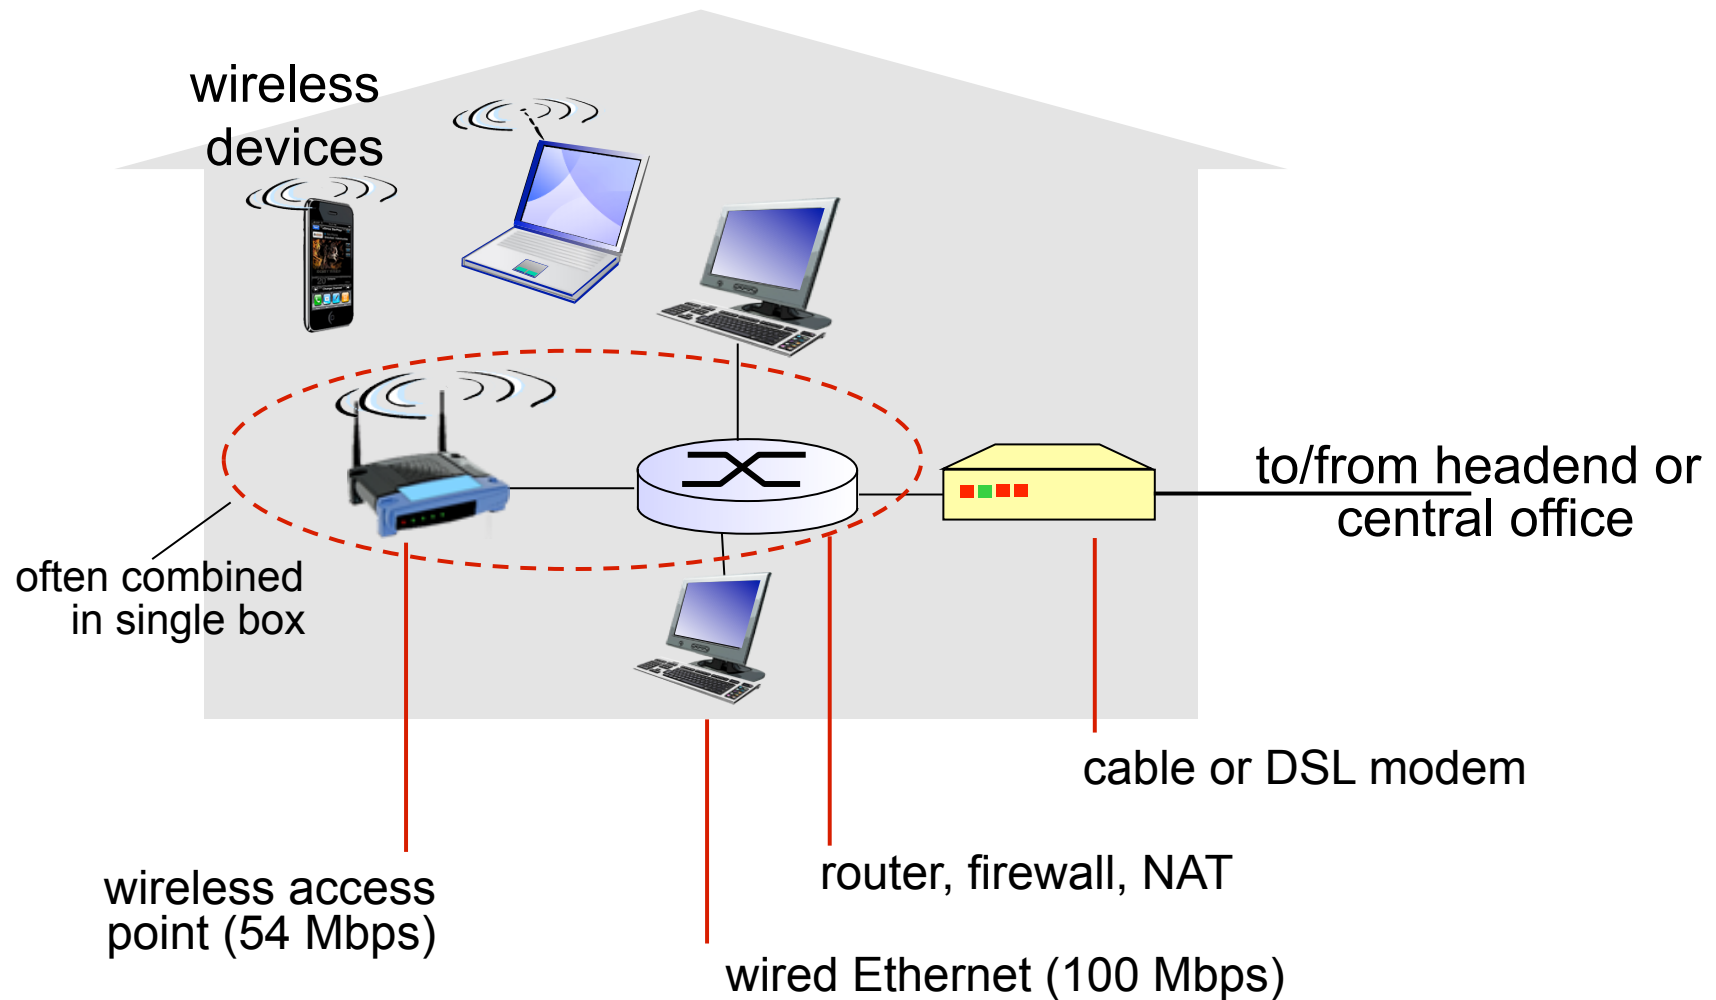 wireless
devices
to/from headend or
central office
often combined
in single box
cable or DSL modem
router, firewall, NAT
wireless access
point (54 Mbps)
wired Ethernet (100 Mbps)